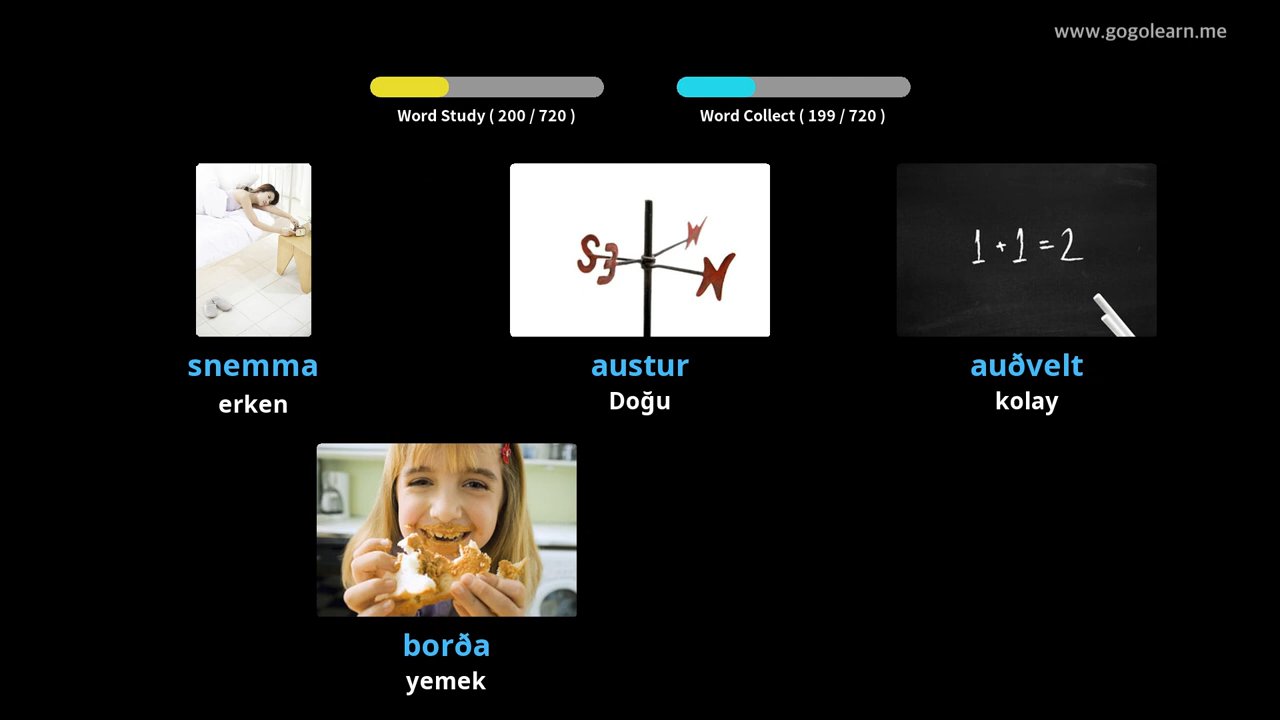 www.gogolearn.me
Word Study ( 200 / 720 )
Word Collect ( 199 / 720 )
S E N W
1 + 1 = 2
snemma
austur
auðvelt
erken
Doğu
kolay
borða
yemek